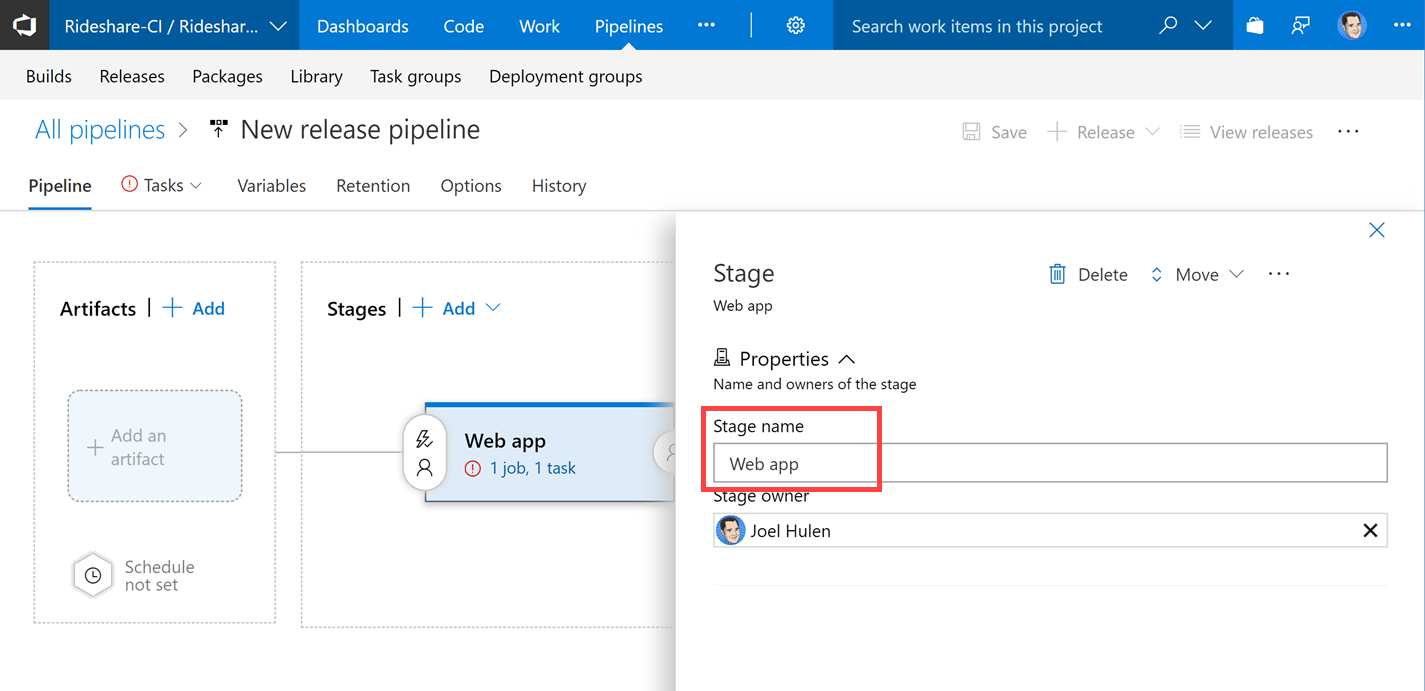 Rideshare-CI / Rideshar... Dashboards Code Work Pipelines ... Search work items in this project ...
Builds Releases Packages Library Task groups Deployment groups
All pipelines > New release pipeline Save + Release View releases ...
Pipeline ! Tasks Variables Retention Options History
Artifacts | + Add
+ Add an
artifact
Schedule
not set
Stages | + Add
Web app
! 1 job, 1 task
Stage Delete Move ...
Web app
Properties
Name and owners of the stage
Stage name
Web app
Stage owner
Joel Hulen